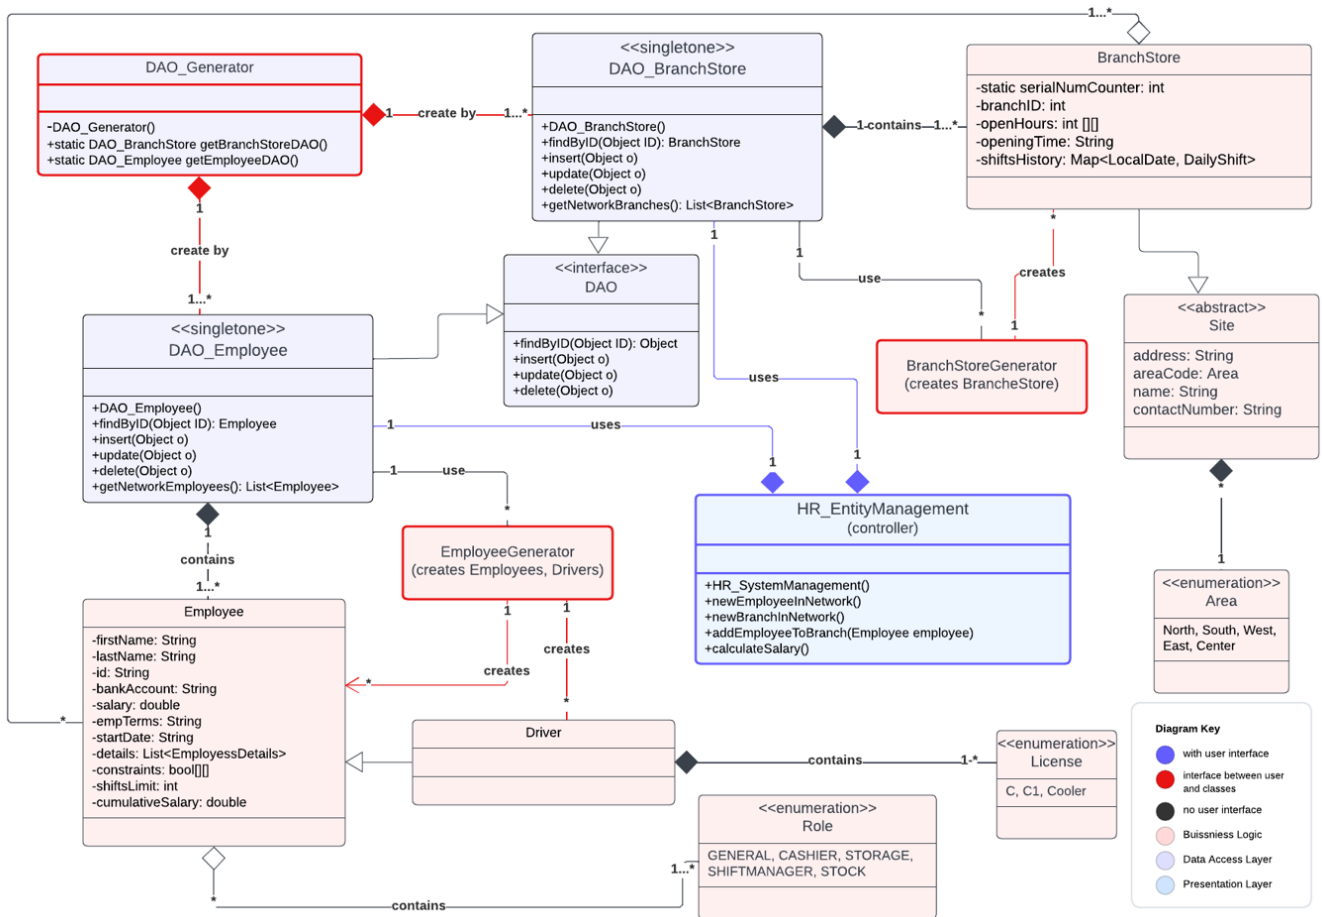 1...*
DAO_Generator
-DAO_Generator()
+static DAO_BranchStore getBranchStoreDAO()
+static DAO_Employee getEmployeeDAO()
1
create by
1...*
<<singletone>>
DAO_BranchStore
+DAO_BranchStore()
+findByID(Object ID): BranchStore
+insert(Object o)
+update(Object o)
+delete(Object o)
+getNetworkBranches(): List<BranchStore>
1
contains
1...*
BranchStore
-static serialNumCounter: int
-branchID: int
-openHours: int [][]
-openingTime: String
-shiftsHistory: Map<LocalDate, DailyShift>
1
create by
1...*
1
uses
1
1
use
*
*
creates
1
<<interface>>
DAO
+findByID(Object ID): Object
+insert(Object o)
+update(Object o)
+delete(Object o)
<<abstract>>
Site
address: String
areaCode: Area
name: String
contactNumber: String
<<singletone>>
DAO_Employee
+DAO_Employee()
+findByID(Object ID): Employee
+insert(Object o)
+update(Object o)
+delete(Object o)
+getNetworkEmployees(): List<Employee>
BranchStoreGenerator
(creates BrancheStore)
1
uses
1
1
use
*
*
1
HR_EntityManagement
(controller)
+HR_SystemManagement()
+newEmployeeInNetwork()
+newBranchInNetwork()
+addEmployeeToBranch(Employee employee)
+calculateSalary()
1
contains
1...*
EmployeeGenerator
(creates Employees, Drivers)
<<enumeration>>
Area
North, South, West,
East, Center
Employee
-firstName: String
-lastName: String
-id: String
-bankAccount: String
-salary: double
-empTerms: String
-startDate: String
-details: List<EmployessDetails>
-constraints: bool[][]
-shiftsLimit: int
-cumulativeSalary: double
1
creates
*
1
creates
*
*
Driver
contains
1-*
<<enumeration>>
License
C, C1, Cooler
<<enumeration>>
Role
GENERAL, CASHIER, STORAGE,
SHIFTMANAGER, STOCK
*
contains
1...*
Diagram Key
with user interface
interface between user
and classes
no user interface
Buissniess Logic
Data Access Layer
Presentation Layer